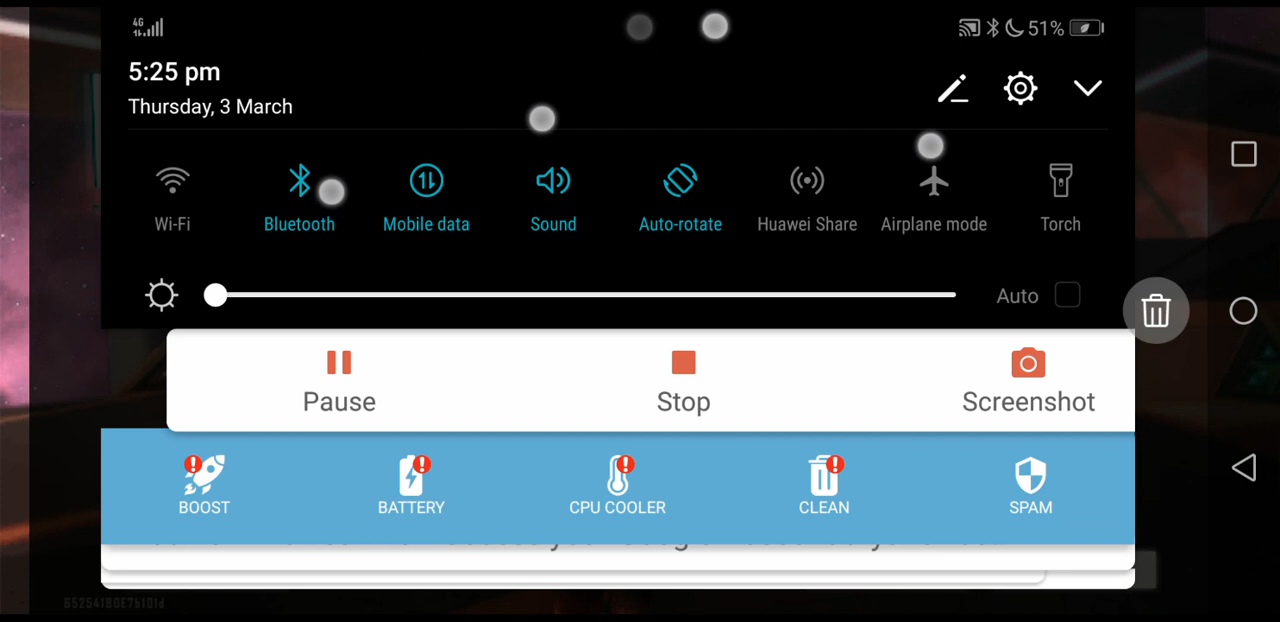 4G 51%
5:25 pm
Thursday, 3 March
Wi-Fi Bluetooth Mobile data Sound Auto-rotate Huawei Share Airplane mode Torch
Auto
Pause Stop Screenshot
BOOST BATTERY CPU COOLER CLEAN SPAM